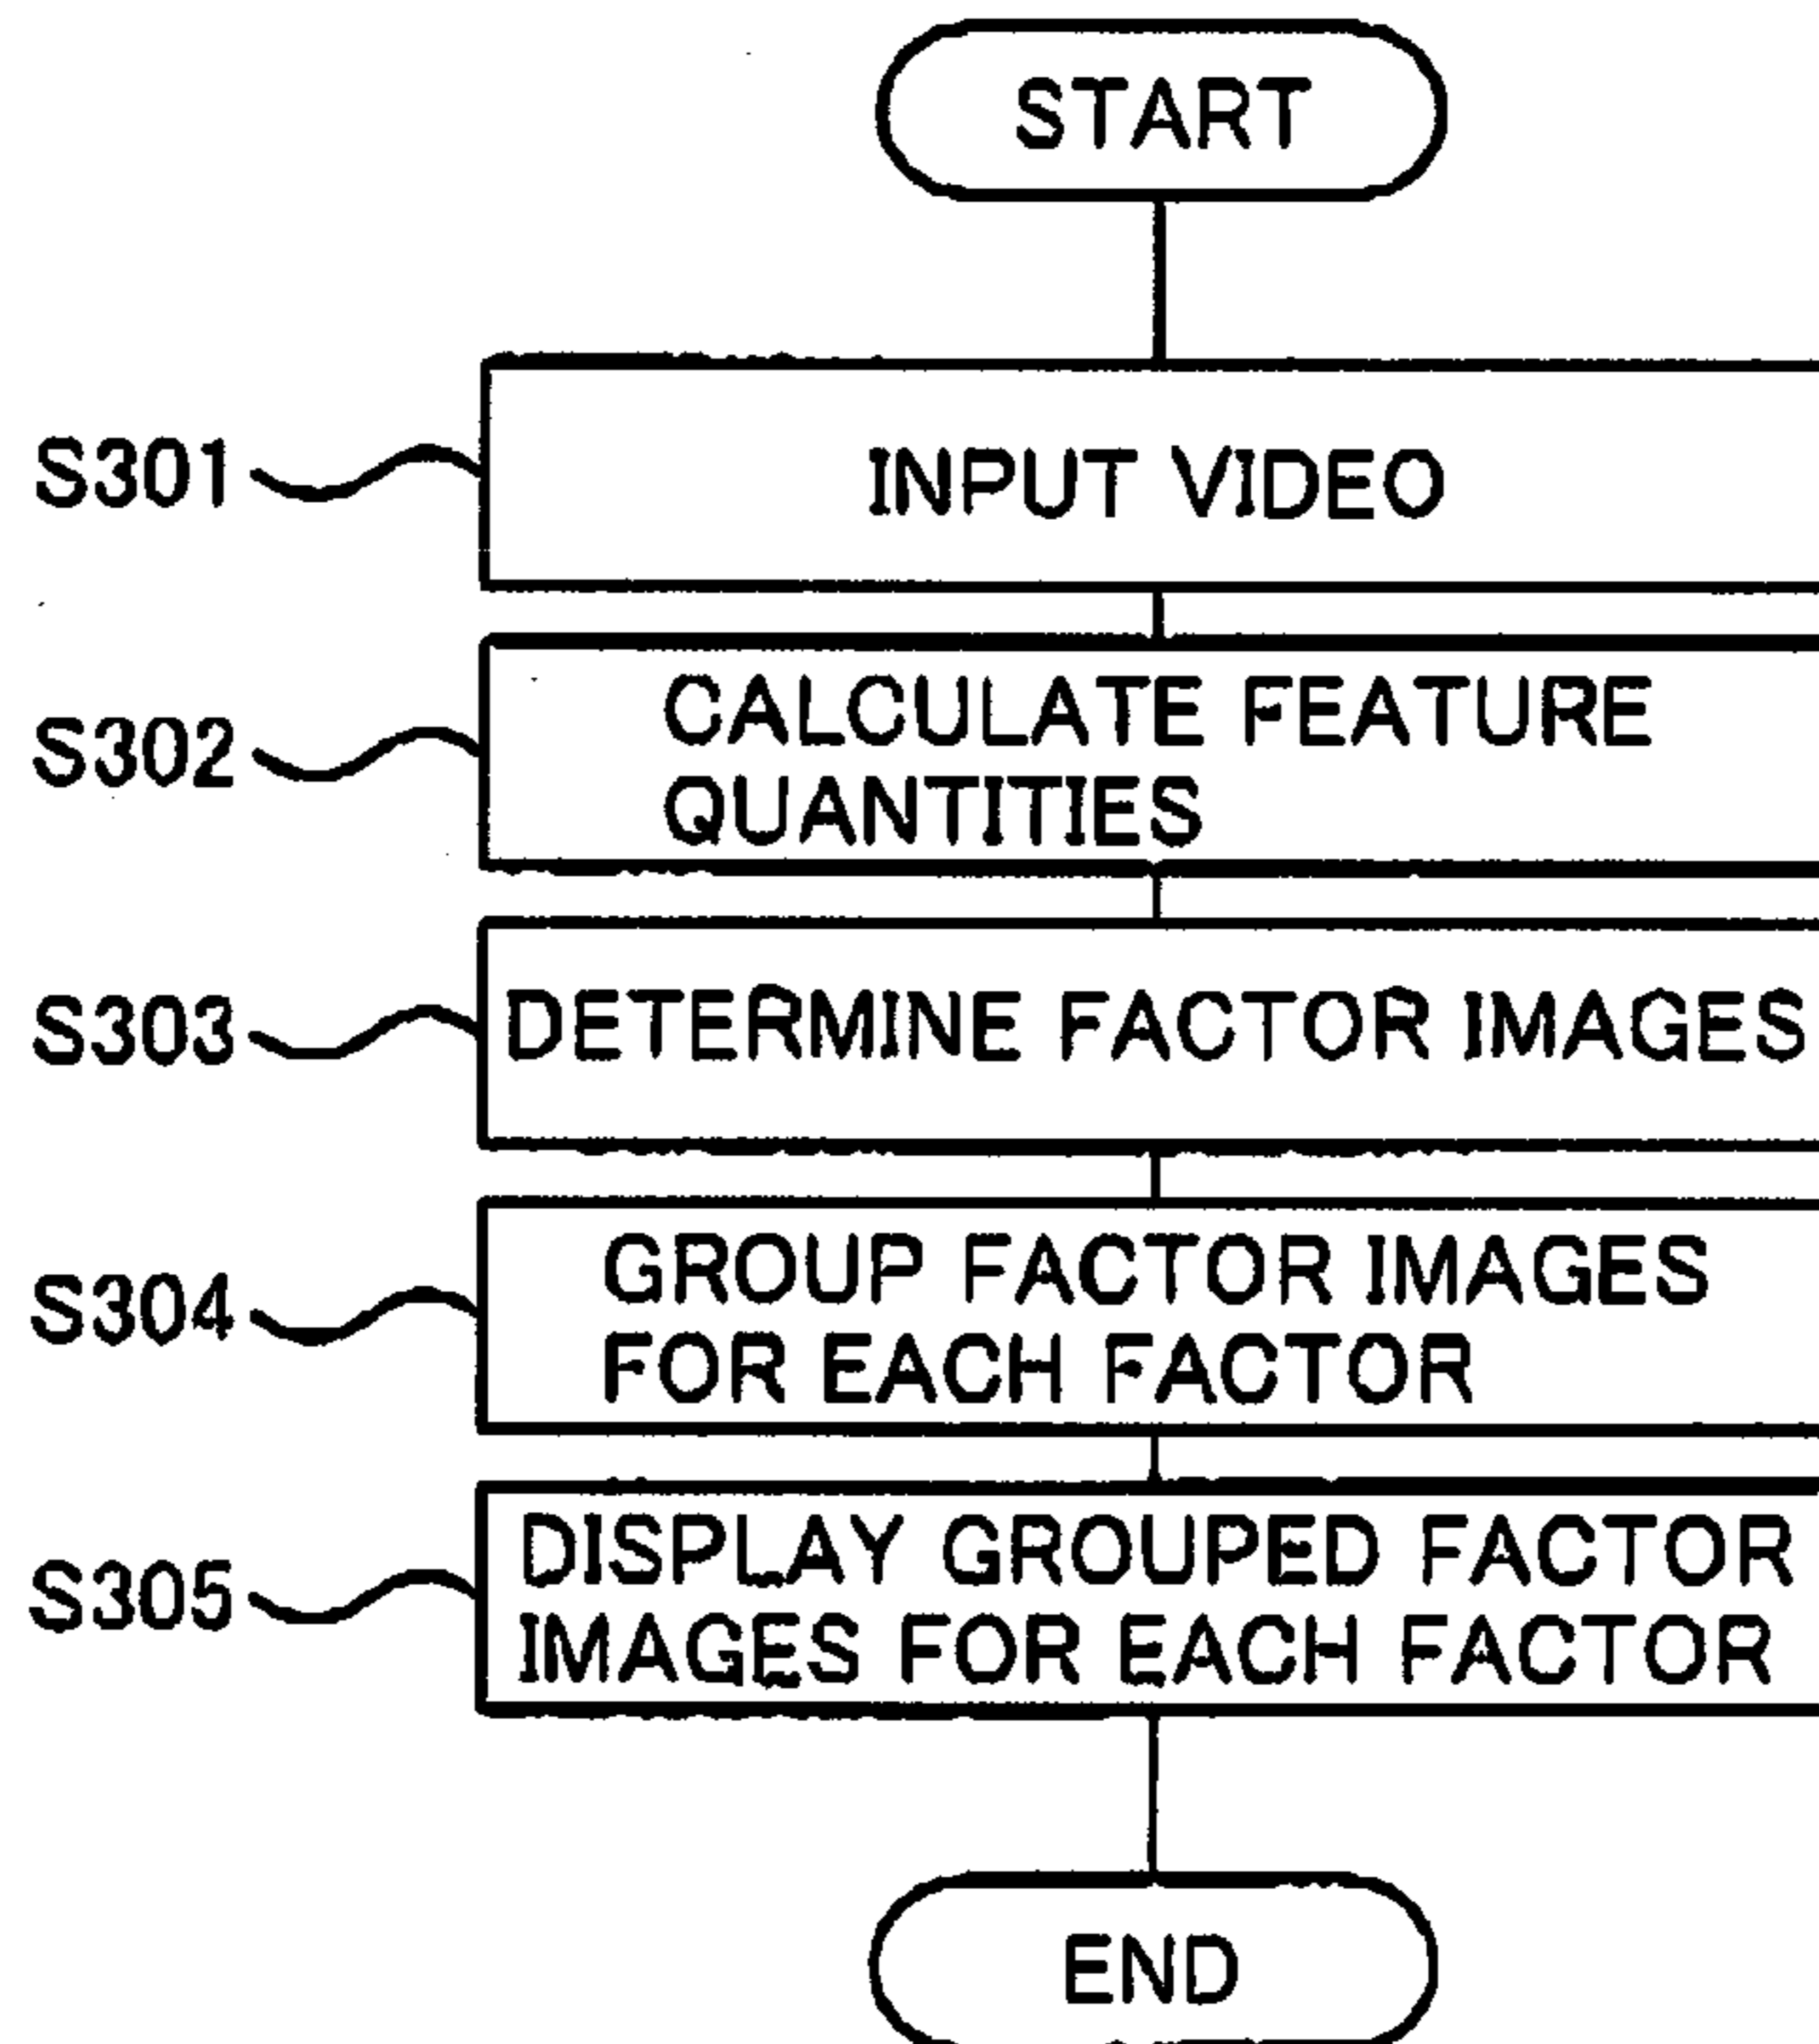 START
S301
INPUT VIDEO
S302
CALCULATE FEATURE
QUANTITIES
S303
DETERMINE FACTOR IMAGES
S304
GROUP FACTOR IMAGES
FOR EACH FACTOR
S305
DISPLAY GROUPED FACTOR
IMAGES FOR EACH FACTOR
END